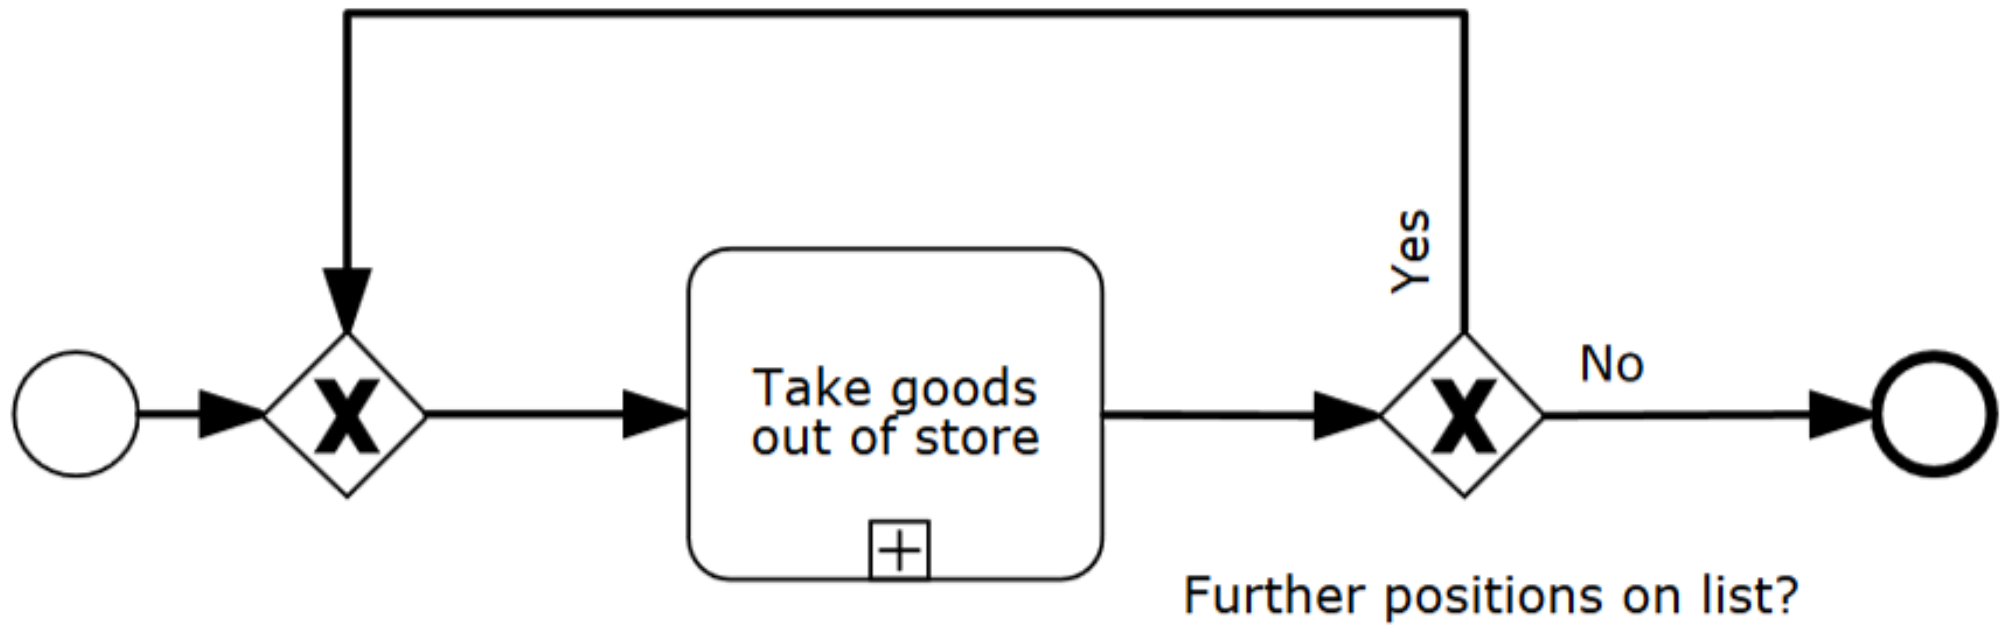 Yes
No
Take goods
out of store
Further positions on list?